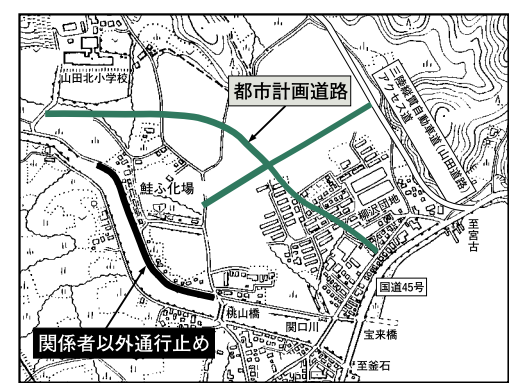 山田北小学校
都市計画道路
三陸縦貫自動車道(山田道路)
アクセス道
鮭ふ化場
柳沢団地
至宮古
国道45号
桃山橋
関口川
宝来橋
関係者以外通行止め
至釜石